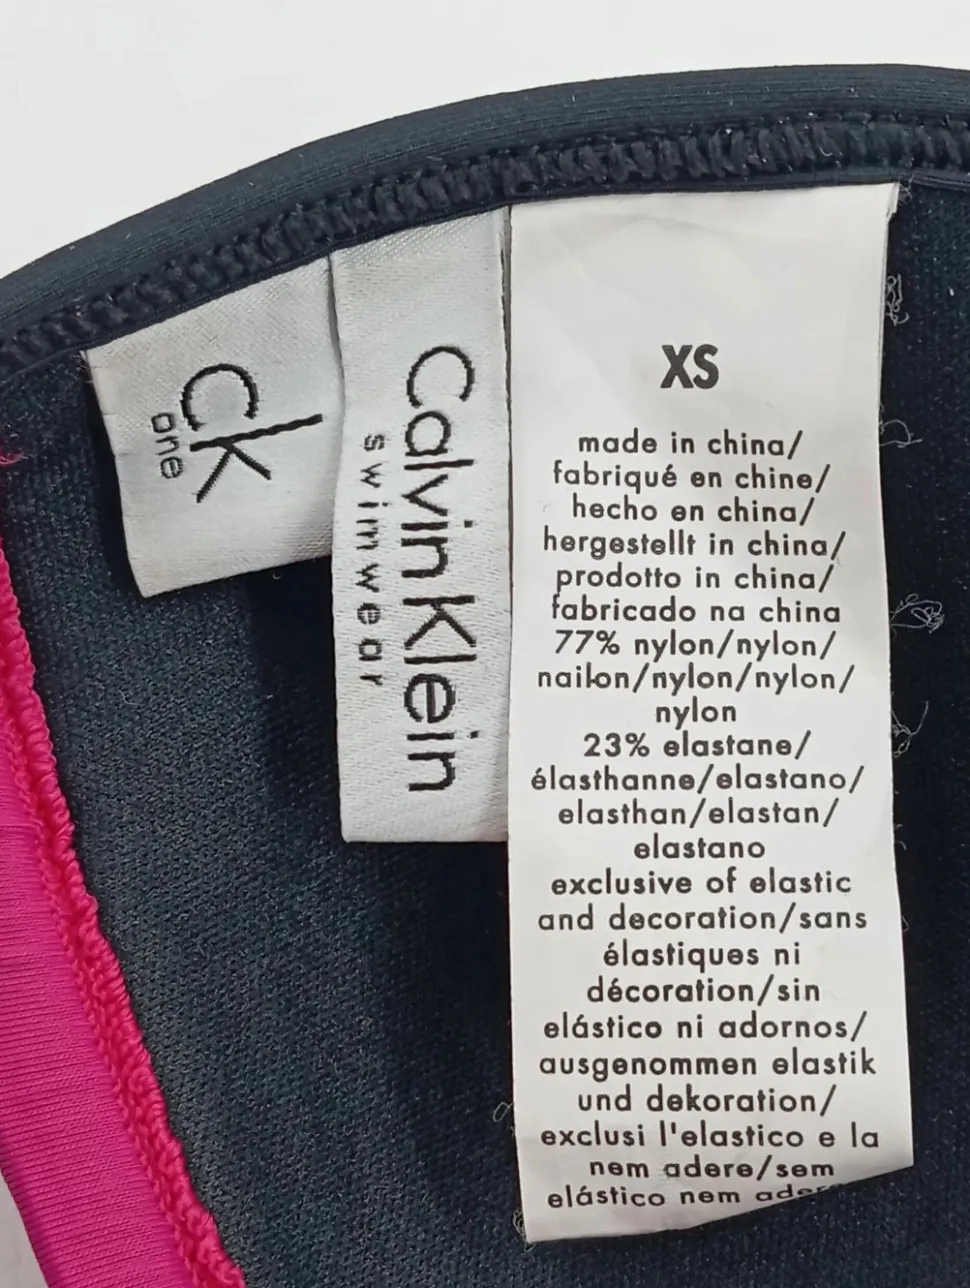 ck
one
Calvin Klein
swimwear
XS
made in china/
fabriqué en chine/
hecho en china/
hergestellt in china/
prodotto in china/
fabricado na china
77% nylon/nylon/
nailon/nylon/nylon/
nylon
23% elastane/
élasthanne/elastano/
elasthan/elastan/
elastano
exclusive of elastic
and decoration/sans
élastiques ni
décoration/sin
elástico ni adornos/
ausgenommen elastik
und dekoration/
exclusi l'elastico e la
nem adere/sem
elástico nem